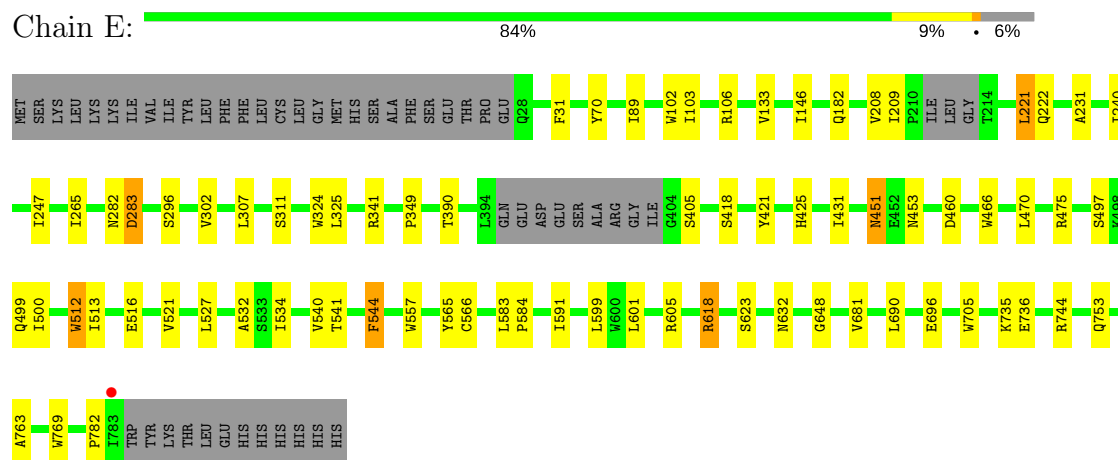 Chain E:
84% 9% • 6%
MET SER LYS LEU LEU LYS LYS ILE VAL ILE TYR LEU PHE PHE LEU CYS LEU GLY MET HIS SER ALA PHE SER GLU THR PRO GLU Q28 F31 Y70 I89 W102 I103 R106 V133 I146 Q182 V208 I209 P210 ILE LEU GLY T214 L221 Q222 A231 I240
I247 I265 N282 D283 S296 V302 L307 S311 W324 L325 R341 P349 T390 L394 GLN GLU ASP GLU SER ALA ARG GLY ILE G404 S405 S418 Y421 H425 I431 N451 E452 N453 D460 W466 L470 R475 S497 K498
Q499 I500 W512 I513 E516 V521 L527 A532 S533 I534 V540 T541 F544 W557 Y565 C566 L583 P584 I591 L599 W600 L601 R605 R618 S623 N632 G648 V681 L690 E696 W705 K735 E736 R744 Q753
A763 W769 P782 I783 TRP TYR LYS THR LEU GLU HIS HIS HIS HIS HIS HIS